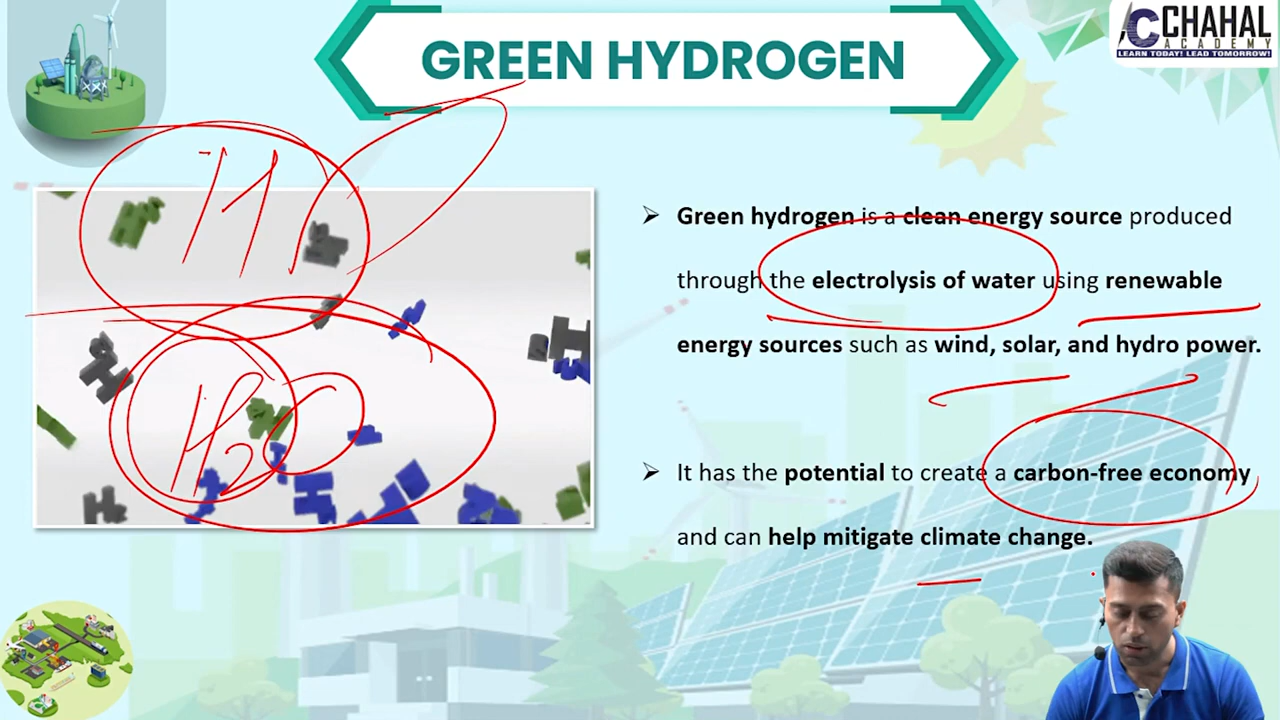 GREEN HYDROGEN
CHAHAL
ACADEMY
LEARN TODAY! LEAD TOMORROW!
Green hydrogen is a clean energy source produced
through the electrolysis of water using renewable
energy sources such as wind, solar, and hydro power.
It has the potential to create a carbon-free economy
and can help mitigate climate change.
H2O